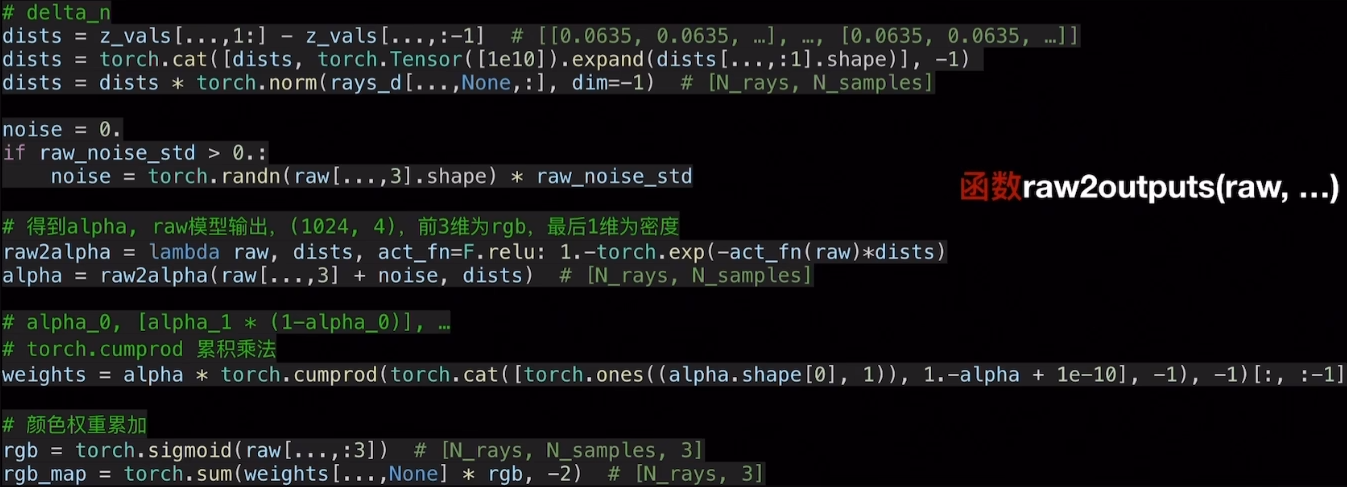 # delta_n
dists = z_vals[...,1:] - z_vals[...,:-1]  # [[0.0635, 0.0635, …], …, [0.0635, 0.0635, …]]
dists = torch.cat([dists, torch.Tensor([1e10]).expand(dists[...,:1].shape)], -1)
dists = dists * torch.norm(rays_d[...,None,:], dim=-1)  # [N_rays, N_samples]
noise = 0.
if raw_noise_std > 0.:
    noise = torch.randn(raw[...,3].shape) * raw_noise_std
函数raw2outputs(raw, …)
# 得到alpha, raw模型输出，(1024, 4)，前3维为rgb，最后1维为密度
raw2alpha = lambda raw, dists, act_fn=F.relu: 1.-torch.exp(-act_fn(raw)*dists)
alpha = raw2alpha(raw[...,3] + noise, dists)  # [N_rays, N_samples]
# alpha_0, [alpha_1 * (1-alpha_0)], …
# torch.cumprod 累积乘法
weights = alpha * torch.cumprod(torch.cat([torch.ones((alpha.shape[0], 1)), 1.-alpha + 1e-10], -1), -1)[:, :-1]
# 颜色权重累加
rgb = torch.sigmoid(raw[...,:3])  # [N_rays, N_samples, 3]
rgb_map = torch.sum(weights[...,None] * rgb, -2)  # [N_rays, 3]